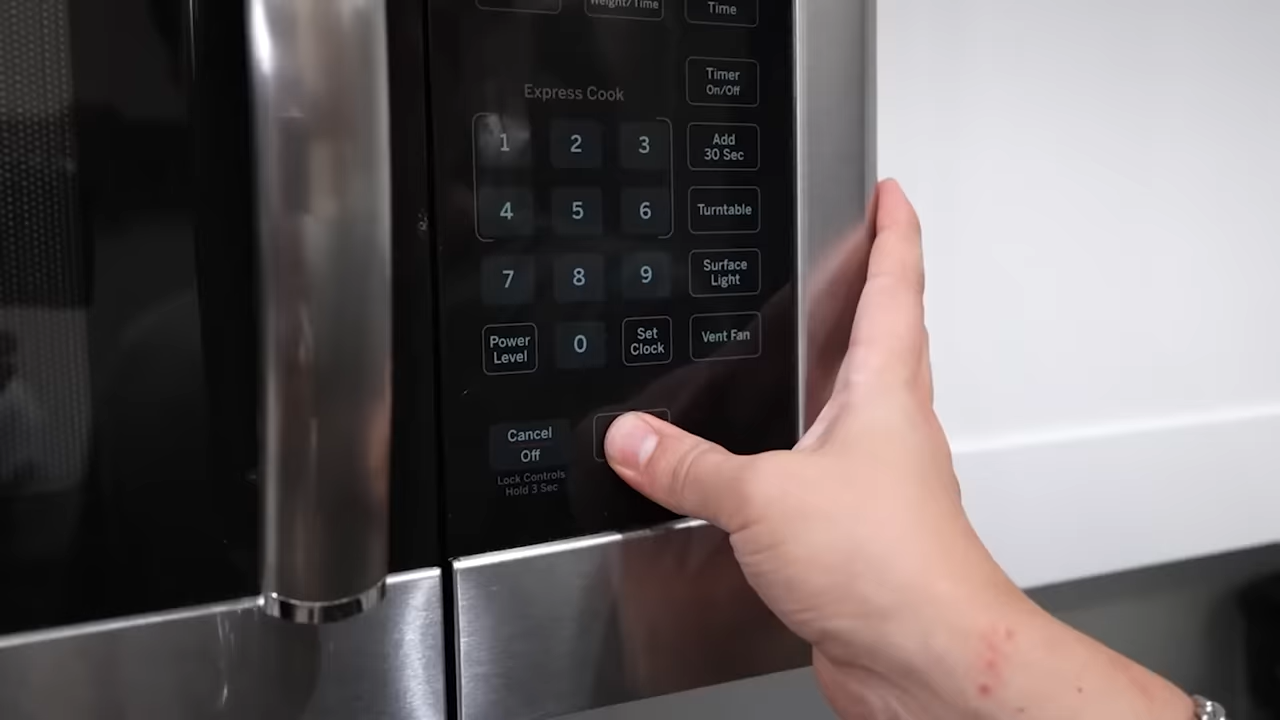 Weight/Time
Time
Timer
On/Off
Express Cook
1 2 3
Add
30 Sec
4 5 6
Turntable
7 8 9
Surface
Light
Power
Level
0
Set
Clock
Vent Fan
Cancel
Off
Lock Controls
Hold 3 Sec